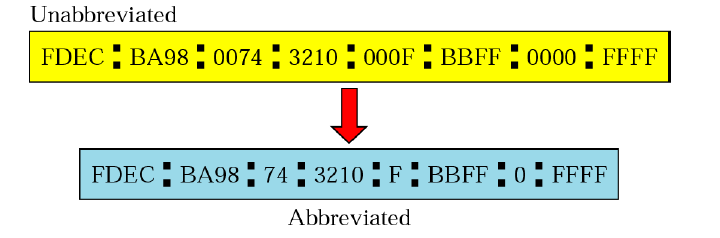 Unabbreviated
FDEC : BA98 : 0074 : 3210 : 000F : BBFF : 0000 : FFFF
FDEC : BA98 : 74 : 3210 : F : BBFF : 0 : FFFF
Abbreviated